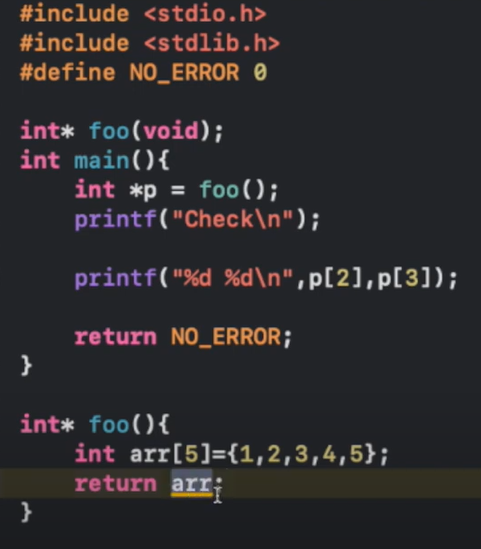 #include <stdio.h>
#include <stdlib.h>
#define NO_ERROR 0
int* foo(void);
int main(){
int *p = foo();
printf("Check\n");
printf("%d %d\n",p[2],p[3]);
return NO_ERROR;
}
int* foo(){
int arr[5]={1,2,3,4,5};
return arr;
}